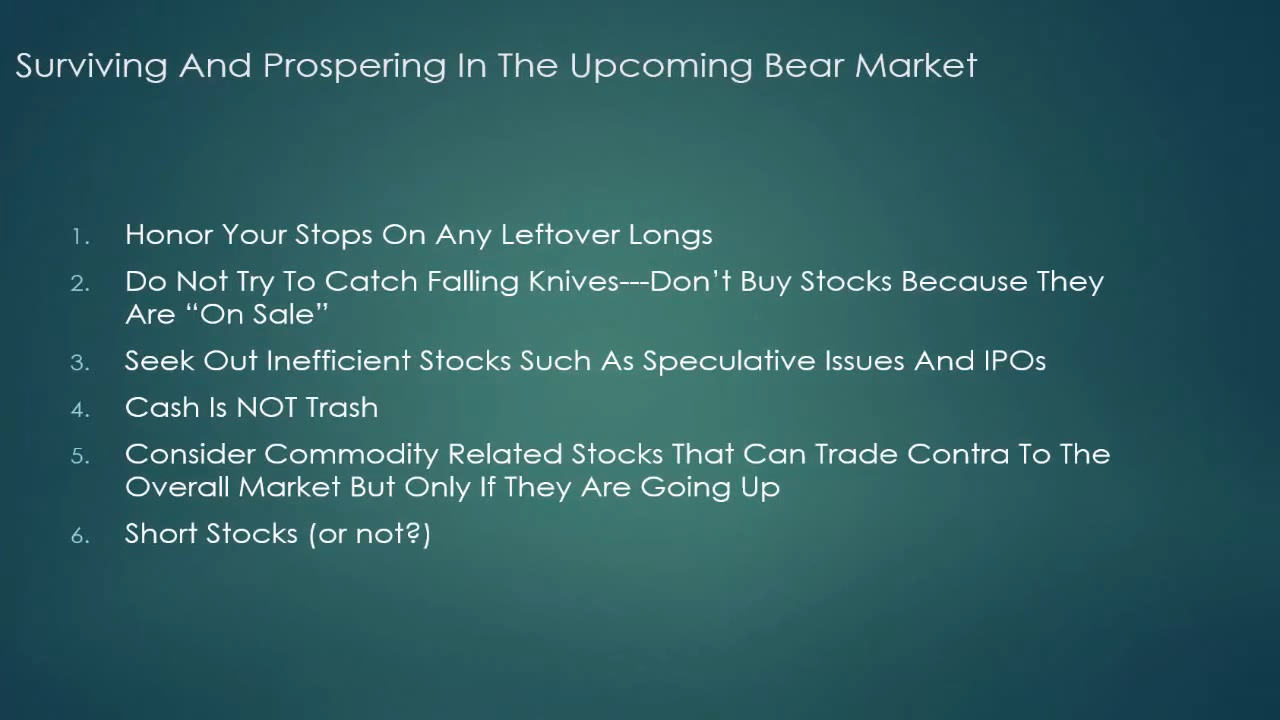 Surviving And Prospering In The Upcoming Bear Market
1. Honor Your Stops On Any Leftover Longs
2. Do Not Try To Catch Falling Knives---Don’t Buy Stocks Because They
Are “On Sale”
3. Seek Out Inefficient Stocks Such As Speculative Issues And IPOs
4. Cash Is NOT Trash
5. Consider Commodity Related Stocks That Can Trade Contra To The
Overall Market But Only If They Are Going Up
6. Short Stocks (or not?)